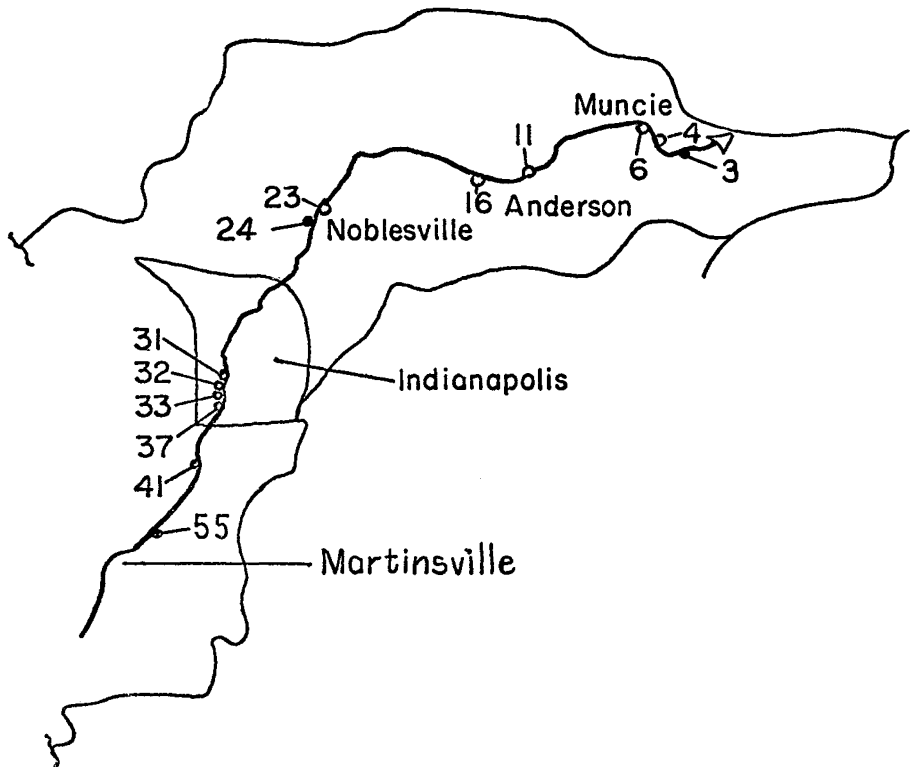 Muncie
11
4
6
3
23
16 Anderson
24
Noblesville
31
32
Indianapolis
33
37
41
55
Martinsville